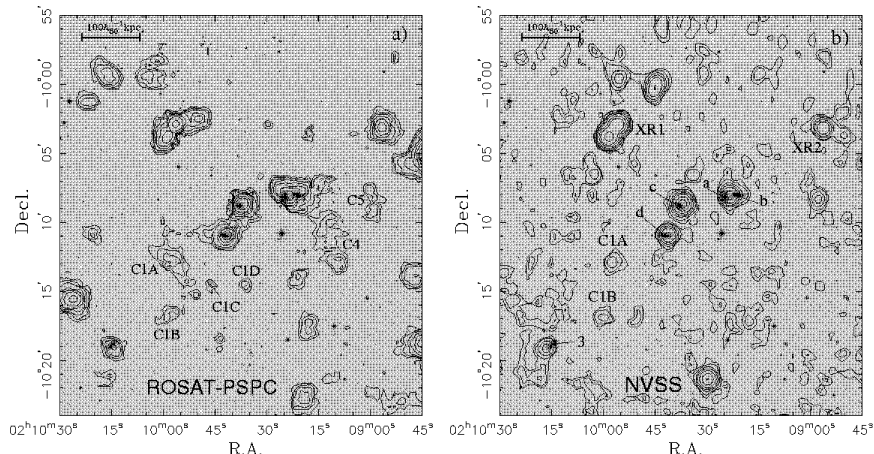 100h₅₀⁻¹kpc
a)
C5
C4
C1A
C1D
C1C
C1B
ROSAT-PSPC
55'
-10°00'
05'
10'
15'
-10°20'
Decl.
02ʰ10ᵐ30ˢ 15ˢ 10ᵐ00ˢ 45ˢ 30ˢ 15ˢ 09ᵐ00ˢ 45ˢ
R.A.
100h₅₀⁻¹kpc
b)
XR1
XR2
c
a
b
d
C1A
C1B
3
NVSS
55'
-10°00'
05'
10'
15'
-10°20'
Decl.
02ʰ10ᵐ30ˢ 15ˢ 10ᵐ00ˢ 45ˢ 30ˢ 15ˢ 09ᵐ00ˢ 45ˢ
R.A.